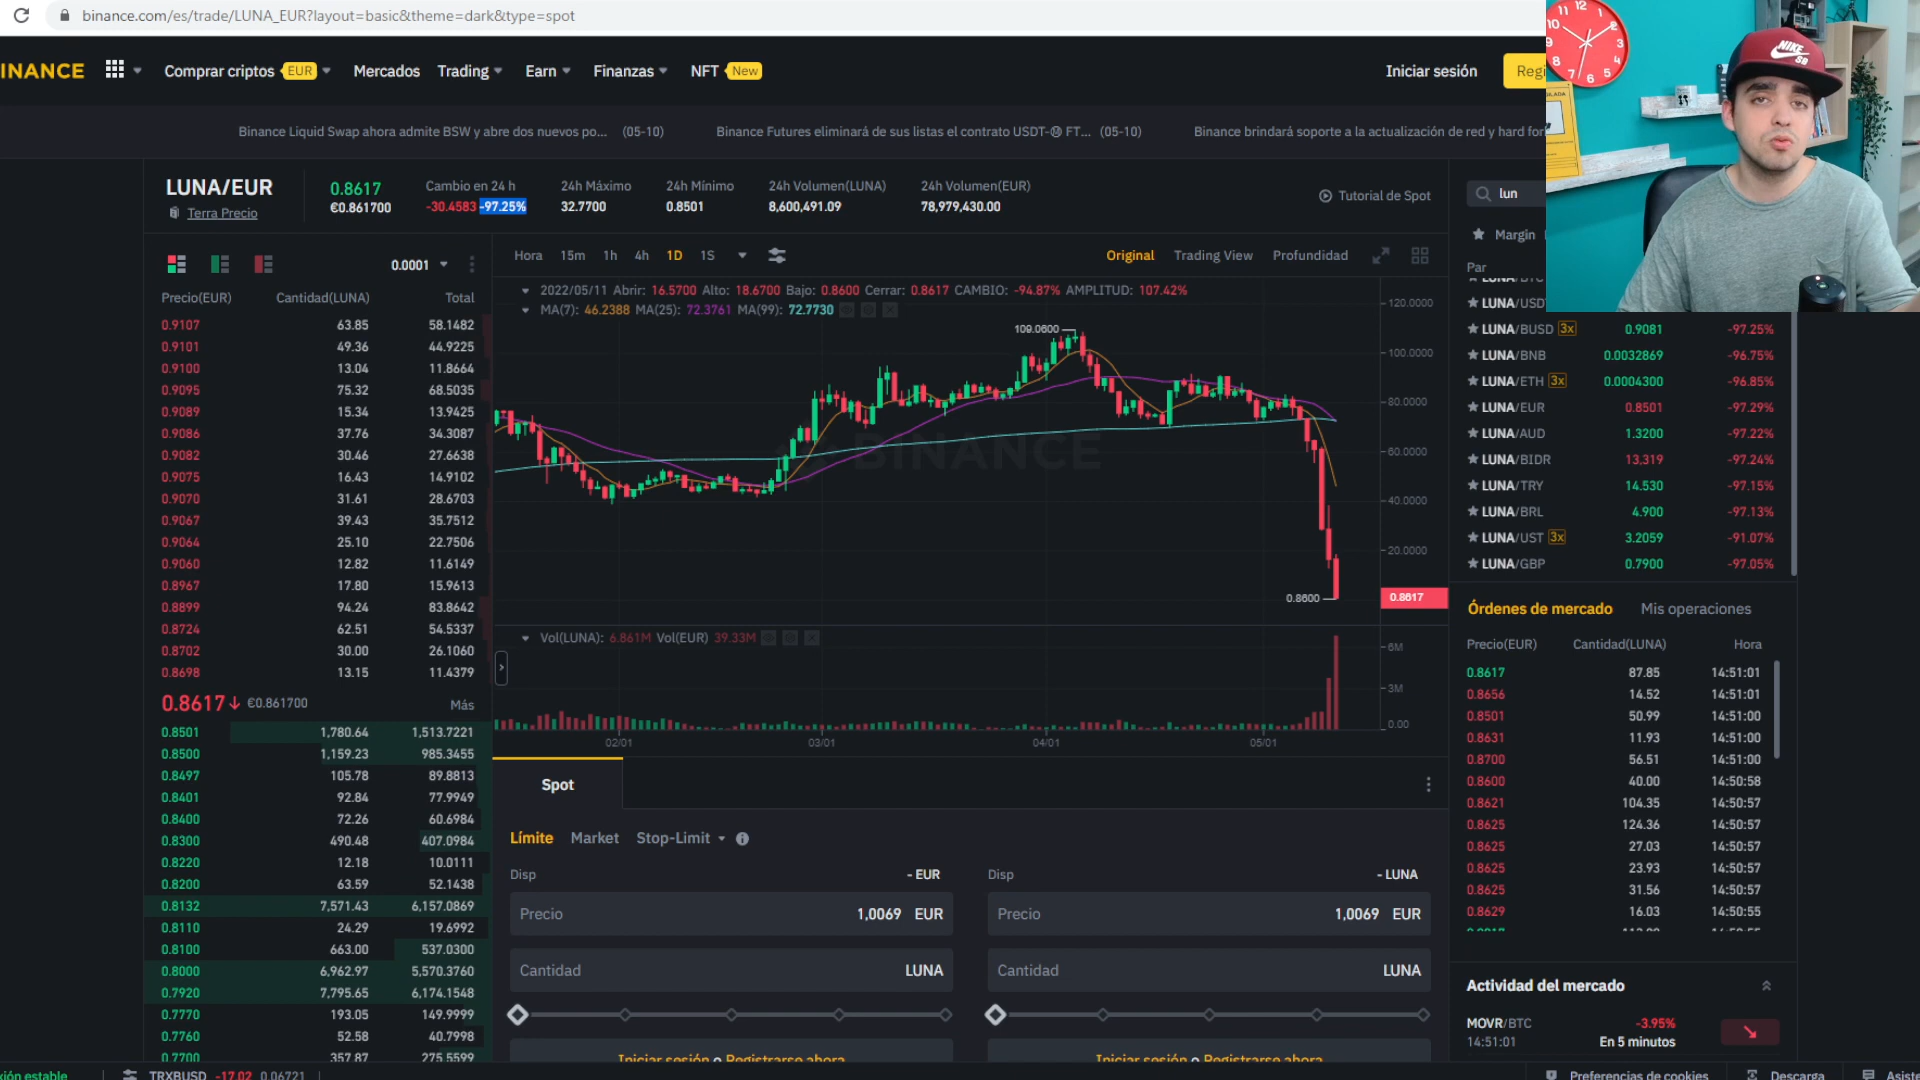 binance.com/es/trade/LUNA_EUR?layout=basic&theme=dark&type=spot
INANCE
Comprar criptos EUR
Mercados
Trading
Earn
Finanzas
NFT New
Iniciar sesión
Binance Liquid Swap ahora admite BSW y abre dos nuevos po... (05-10)
Binance Futures eliminará de sus listas el contrato USDT-Ⓜ FT... (05-10)
Binance brindará soporte a la actualización de red y hard for
LUNA/EUR
Terra Precio
0.8617
€0.861700
Cambio en 24 h
-30.4583 -97.25%
24h Máximo
32.7700
24h Mínimo
0.8501
24h Volumen(LUNA)
8,600,491.09
24h Volumen(EUR)
78,979,430.00
Tutorial de Spot
0.0001
Precio(EUR) Cantidad(LUNA) Total
0.9107 63.85 58.1482
0.9101 49.36 44.9225
0.9100 13.04 11.8664
0.9095 75.32 68.5035
0.9089 15.34 13.9425
0.9086 37.76 34.3087
0.9082 30.46 27.6638
0.9075 16.43 14.9102
0.9070 31.61 28.6703
0.9067 39.43 35.7512
0.9064 25.10 22.7506
0.9060 12.82 11.6149
0.8967 17.80 15.9613
0.8899 94.24 83.8642
0.8724 62.51 54.5337
0.8702 30.00 26.1060
0.8698 13.15 11.4379
0.8617↓ €0.861700 Más
0.8501 1,780.64 1,513.7221
0.8500 1,159.23 985.3455
0.8497 105.78 89.8813
0.8401 92.84 77.9949
0.8400 72.26 60.6984
0.8300 490.48 407.0984
0.8220 12.18 10.0111
0.8200 63.59 52.1438
0.8132 7,571.43 6,157.0869
0.8110 24.29 19.6992
0.8100 663.00 537.0300
0.8000 6,962.97 5,570.3760
0.7920 7,795.65 6,174.1548
0.7770 193.05 149.9999
0.7760 52.58 40.7998
0.7700 357.87 275.5599
Hora 15m 1h 4h 1D 1S
Original Trading View Profundidad
2022/05/11 Abrir: 16.5700 Alto: 18.6700 Bajo: 0.8600 Cerrar: 0.8617 CAMBIO: -94.87% AMPLITUD: 107.42%
MA(7): 46.2388 MA(25): 72.3761 MA(99): 72.7730
109.0600
BINANCE
0.8600
120.0000
100.0000
80.0000
60.0000
40.0000
20.0000
0.8617
Vol(LUNA): 6.861M Vol(EUR) 39.33M
6M
3M
0.00
02/01 03/01 04/01 05/01
Spot
Límite Market Stop-Limit
Disp - EUR
Precio 1,0069 EUR
Cantidad LUNA
Iniciar sesión o Registrarse ahora
Disp - LUNA
Precio 1,0069 EUR
Cantidad LUNA
Iniciar sesión o Registrarse ahora
lun
Margin
Par
LUNA/BTC
LUNA/USDT
LUNA/BUSD 3x 0.9081 -97.25%
LUNA/BNB 0.0032869 -96.75%
LUNA/ETH 3x 0.0004300 -96.85%
LUNA/EUR 0.8501 -97.29%
LUNA/AUD 1.3200 -97.22%
LUNA/BIDR 13,319 -97.24%
LUNA/TRY 14.530 -97.15%
LUNA/BRL 4.900 -97.13%
LUNA/UST 3x 3.2059 -91.07%
LUNA/GBP 0.7900 -97.05%
Órdenes de mercado Mis operaciones
Precio(EUR) Cantidad(LUNA) Hora
0.8617 87.85 14:51:01
0.8656 14.52 14:51:01
0.8501 50.99 14:51:00
0.8631 11.93 14:51:00
0.8700 56.51 14:51:00
0.8600 40.00 14:50:58
0.8621 104.35 14:50:57
0.8625 124.36 14:50:57
0.8625 27.03 14:50:57
0.8625 23.93 14:50:57
0.8625 31.56 14:50:57
0.8629 16.03 14:50:55
Actividad del mercado
MOVR/BTC -3.95%
14:51:01 En 5 minutos
xión estable
TRXBUSD -17.02 0.06721
Preferencias de cookies
Descarga
Asiste
NIKE
SB
11 12 1
10 2
9 3
8 4
7 6 5